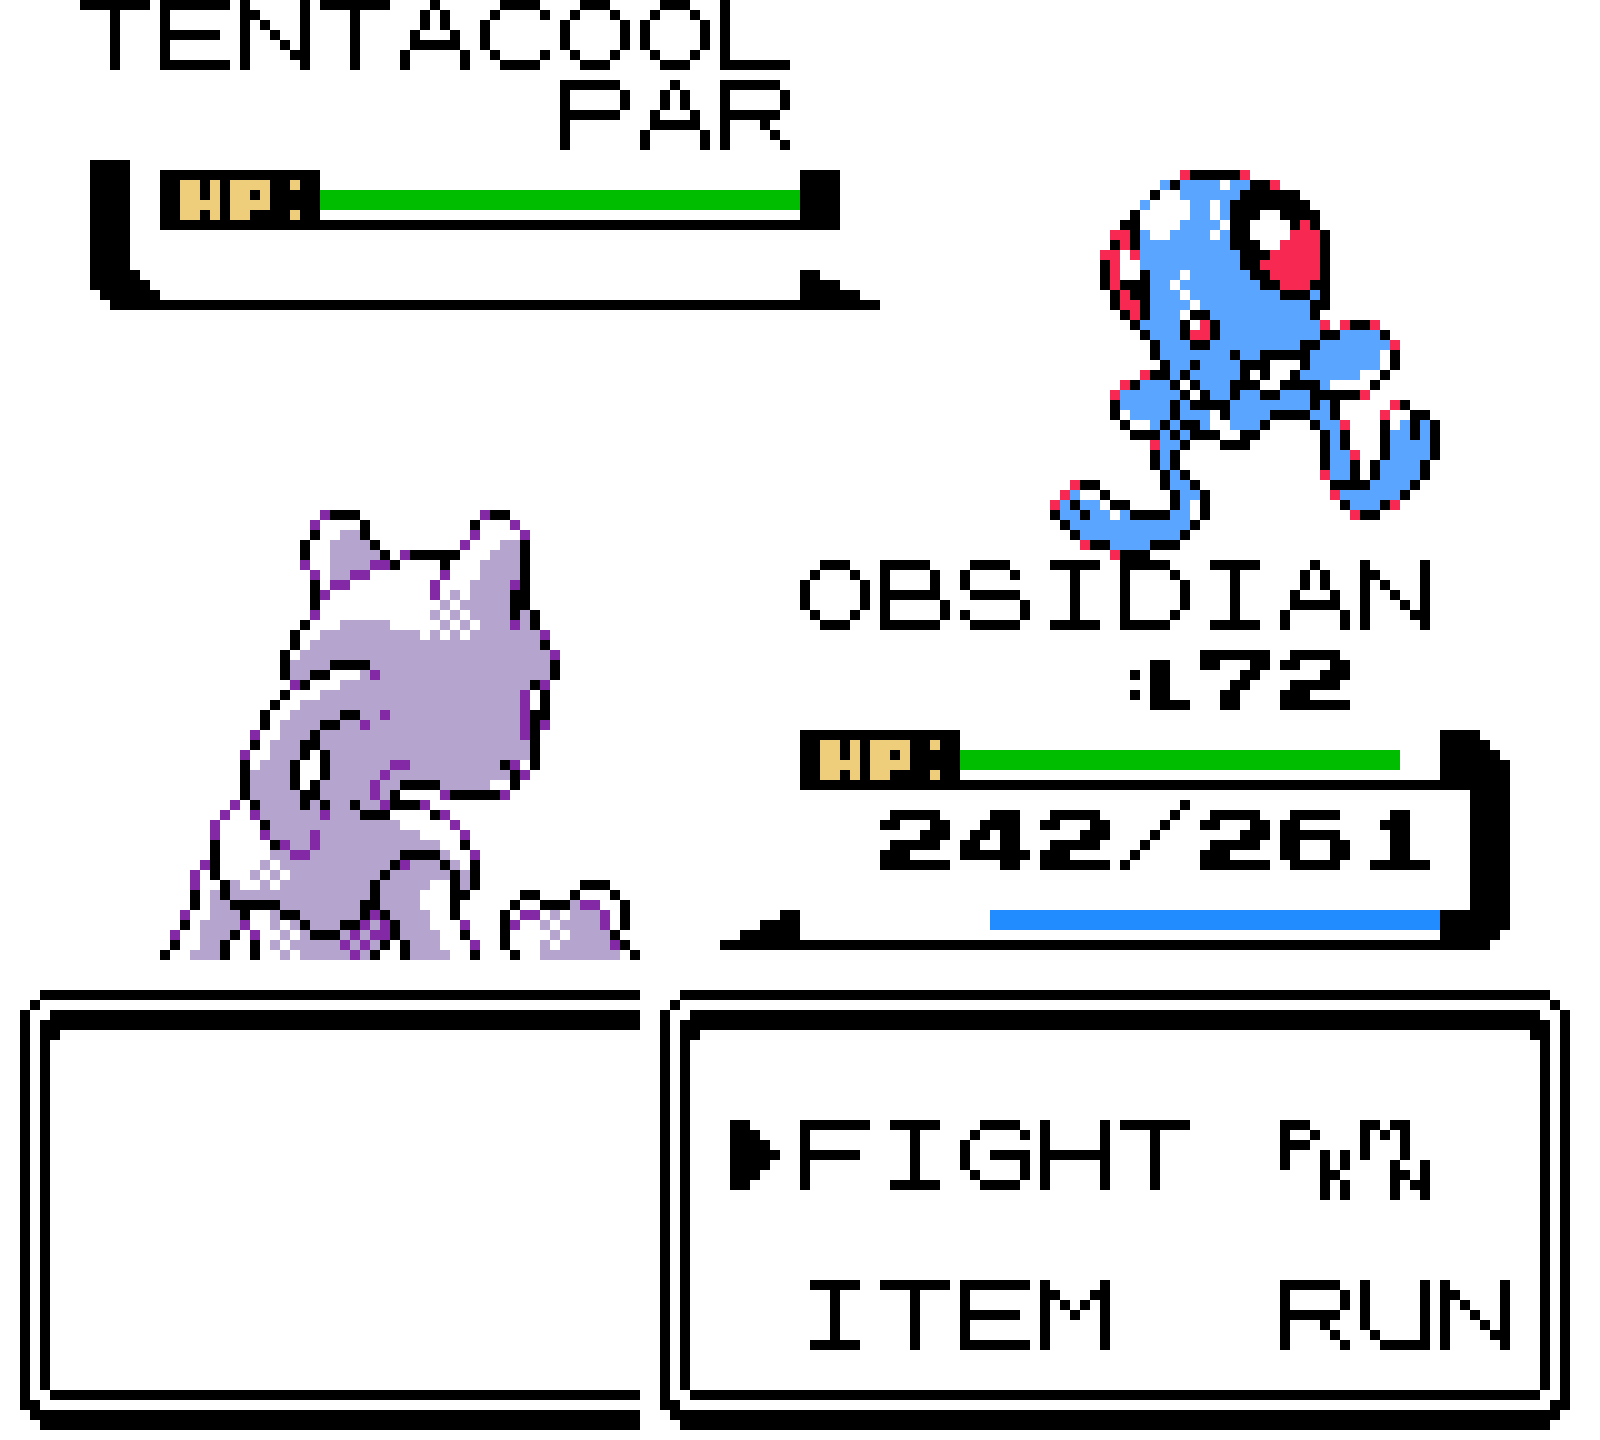 TENTACOOL
PAR
HP:
OBSIDIAN
:L72
HP:
242/261
▶FIGHT PKMN
ITEM RUN